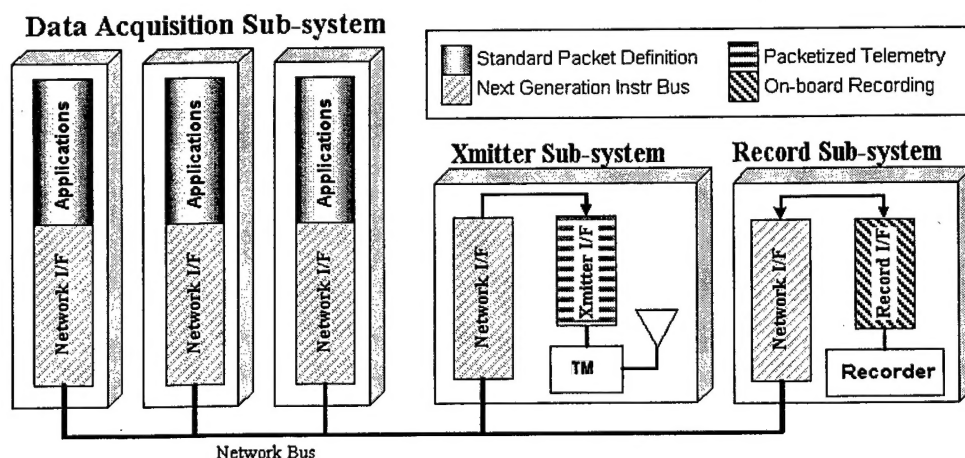 Data Acquisition Sub-system
Standard Packet Definition
Next Generation Instr Bus
Packetized Telemetry
On-board Recording
Applications
Network I/F
Applications
Network I/F
Applications
Network I/F
Xmitter Sub-system
Network I/F
Xmitter I/F
TM
Record Sub-system
Network I/F
Record I/F
Recorder
Network Bus